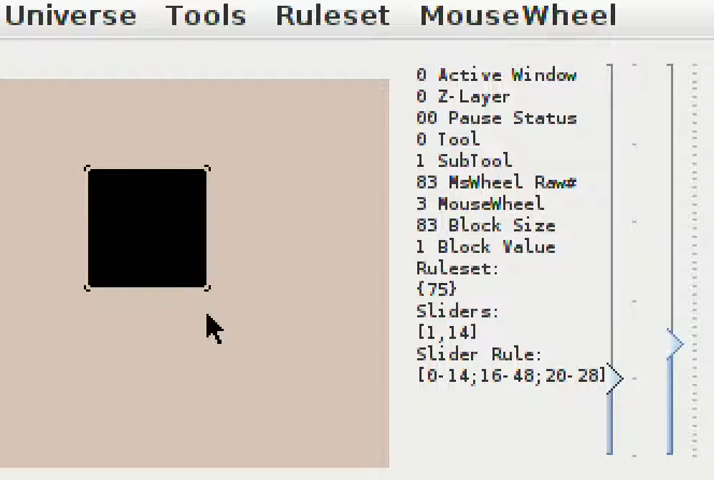 Universe Tools Ruleset MouseWheel
0 Active Window
0 Z-Layer
00 Pause Status
0 Tool
1 SubTool
83 MsWheel Raw#
3 MouseWheel
83 Block Size
1 Block Value
Ruleset:
{75}
Sliders:
[1,14]
Slider Rule:
[0-14;16-48;20-28]